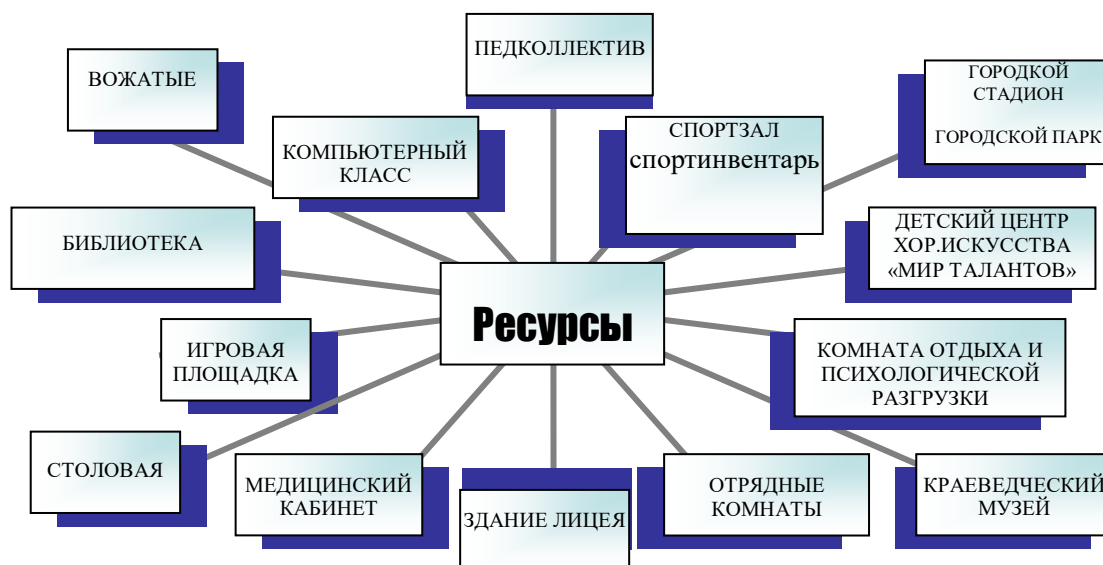 ПЕДКОЛЛЕКТИВ
ВОЖАТЫЕ
ГОРОДКОЙ
СТАДИОН
ГОРОДСКОЙ ПАРК
КОМПЬЮТЕРНЫЙ
КЛАСС
СПОРТЗАЛ
спортинвентарь
БИБЛИОТЕКА
ДЕТСКИЙ ЦЕНТР
ХОР.ИСКУССТВА
«МИР ТАЛАНТОВ»
Ресурсы
ИГРОВАЯ
ПЛОЩАДКА
КОМНАТА ОТДЫХА И
ПСИХОЛОГИЧЕСКОЙ
РАЗГРУЗКИ
СТОЛОВАЯ
МЕДИЦИНСКИЙ
КАБИНЕТ
ЗДАНИЕ ЛИЦЕЯ
ОТРЯДНЫЕ
КОМНАТЫ
КРАЕВЕДЧЕСКИЙ
МУЗЕЙ